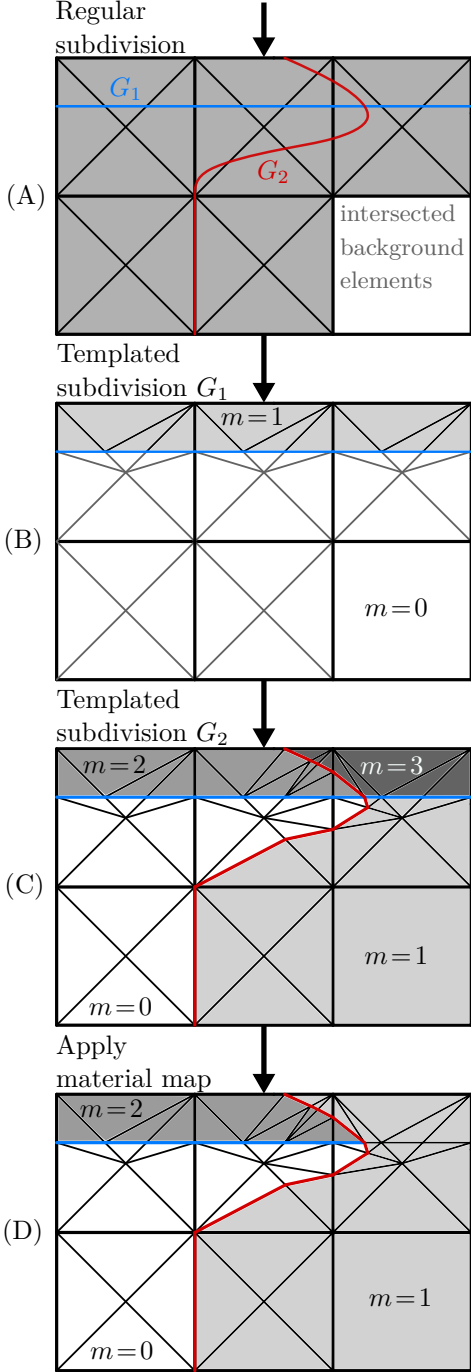 Regular
subdivision
G₁
G₂
(A)
intersected
background
elements
Templated
subdivision G₁
m=1
(B)
m=0
Templated
subdivision G₂
m=2
m=3
(C)
m=1
m=0
Apply
material map
m=2
(D)
m=1
m=0